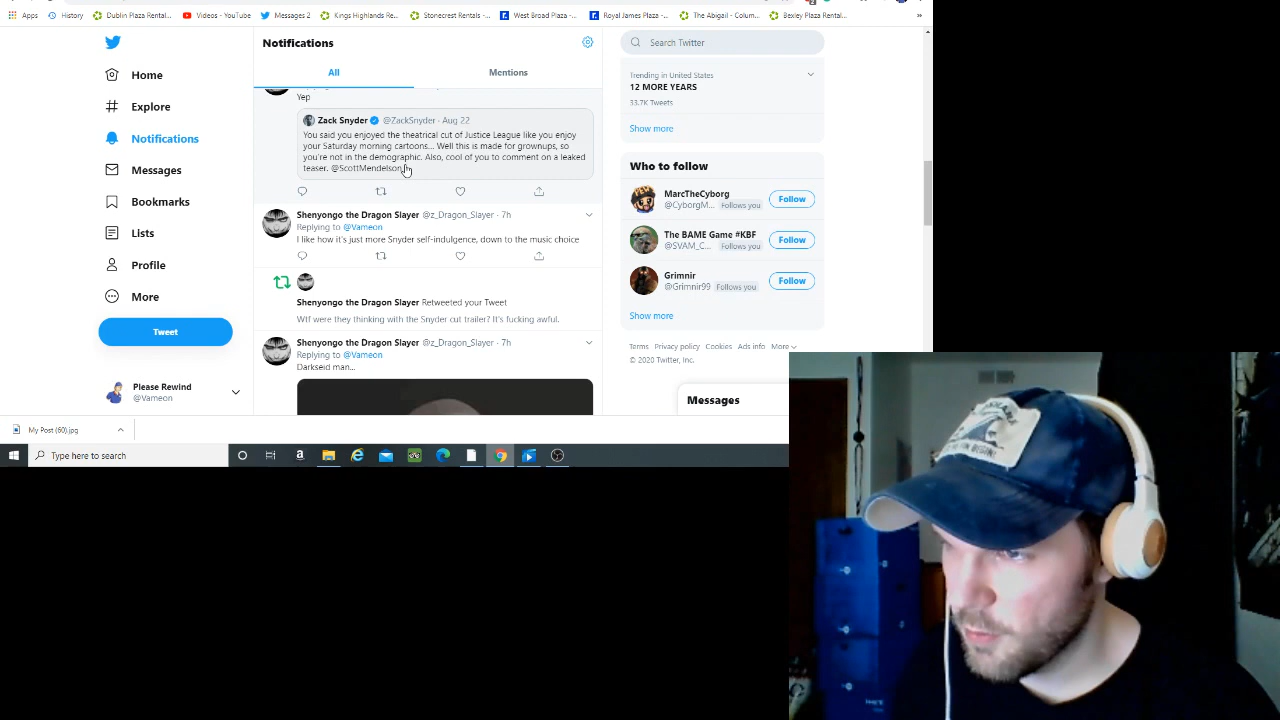 Apps
History
Dublin Plaza Rental...
Videos - YouTube
Messages 2
Kings Highlands Re...
Stonecrest Rentals -...
West Broad Plaza -...
Royal James Plaza -...
The Abigail - Colum...
Bexley Plaza Rental...
Home
Explore
Notifications
Messages
Bookmarks
Lists
Profile
More
Tweet
Please Rewind
@Vameon
Notifications
All
Mentions
Yep
Zack Snyder @ZackSnyder · Aug 22
You said you enjoyed the theatrical cut of Justice League like you enjoy
your Saturday morning cartoons... Well this is made for grownups, so
you're not in the demographic. Also, cool of you to comment on a leaked
teaser. @ScottMendelson
Shenyongo the Dragon Slayer @z_Dragon_Slayer · 7h
Replying to @Vameon
I like how it's just more Snyder self-indulgence, down to the music choice
Shenyongo the Dragon Slayer Retweeted your Tweet
Wtf were they thinking with the Snyder cut trailer? It's fucking awful.
Shenyongo the Dragon Slayer @z_Dragon_Slayer · 7h
Replying to @Vameon
Darkseid man...
Search Twitter
Trending in United States
12 MORE YEARS
33.7K Tweets
Show more
Who to follow
MarcTheCyborg
@CyborgM... Follows you
Follow
The BAME Game #KBF
@SVAM_C... Follows you
Follow
Grimnir
@Grimnir99 Follows you
Follow
Show more
Terms Privacy policy Cookies Ads info More
© 2020 Twitter, Inc.
Messages
My Post (60).jpg
Type here to search